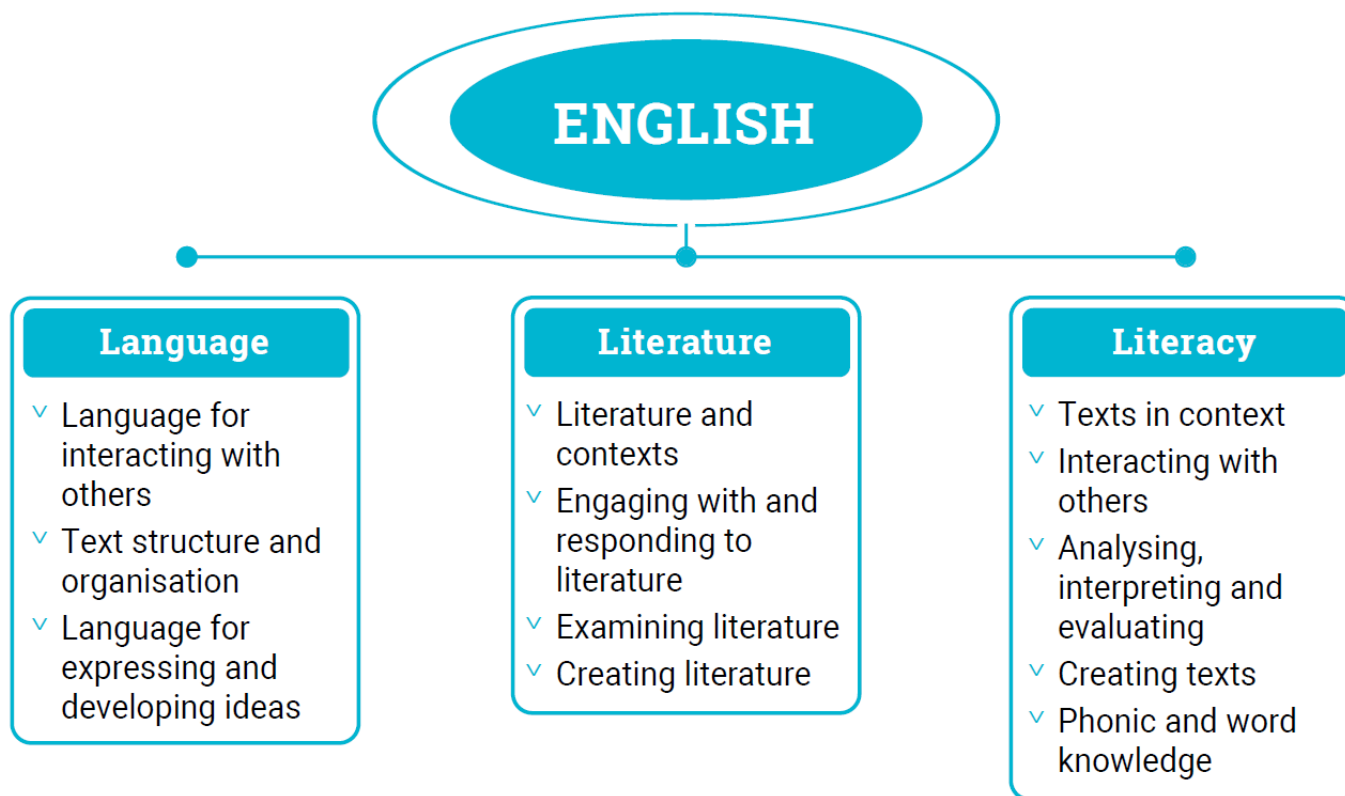 ENGLISH
Language
Language for
interacting with
others
Text structure and
organisation
Language for
expressing and
developing ideas
Literature
Literature and
contexts
Engaging with and
responding to
literature
Examining literature
Creating literature
Literacy
Texts in context
Interacting with
others
Analysing,
interpreting and
evaluating
Creating texts
Phonic and word
knowledge